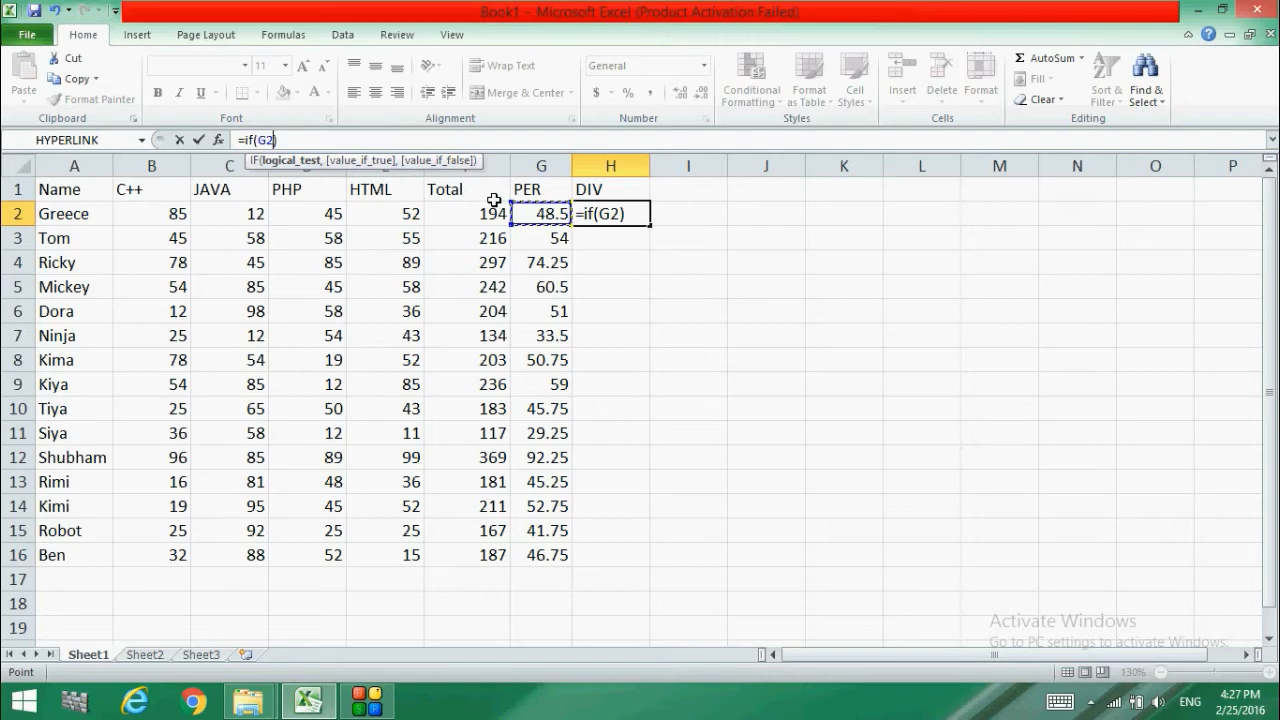 Book1 - Microsoft Excel (Product Activation Failed)
File Home Insert Page Layout Formulas Data Review View
Paste Cut Copy Format Painter
11 A A B I U A
Wrap Text Merge & Center
General $ % ,
Conditional Formatting Format as Table Cell Styles
Insert Delete Format
Σ AutoSum Fill Clear Sort & Filter Find & Select
Clipboard Font Alignment Number Styles Cells Editing
HYPERLINK fx =if(G2)
IF(logical_test, [value_if_true], [value_if_false])
A B C D E F G H I J K L M N O P
1 Name C++ JAVA PHP HTML Total PER DIV
2 Greece 85 12 45 52 194 48.5 =if(G2)
3 Tom 45 58 58 55 216 54
4 Ricky 78 45 85 89 297 74.25
5 Mickey 54 85 45 58 242 60.5
6 Dora 12 98 58 36 204 51
7 Ninja 25 12 54 43 134 33.5
8 Kima 78 54 19 52 203 50.75
9 Kiya 54 85 12 85 236 59
10 Tiya 25 65 50 43 183 45.75
11 Siya 36 58 12 11 117 29.25
12 Shubham 96 85 89 99 369 92.25
13 Rimi 16 81 48 36 181 45.25
14 Kimi 19 95 45 52 211 52.75
15 Robot 25 92 25 25 167 41.75
16 Ben 32 88 52 15 187 46.75
17
18
19
Activate Windows
Go to PC settings to activate Windows.
Sheet1 Sheet2 Sheet3
Point 130%
ENG 4:27 PM
2/25/2016